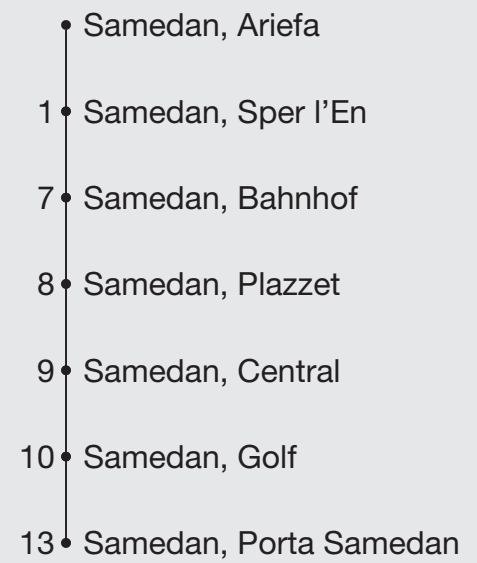 Samedan, Ariefa
1 Samedan, Sper l’En
7 Samedan, Bahnhof
8 Samedan, Plazzet
9 Samedan, Central
10 Samedan, Golf
13 Samedan, Porta Samedan